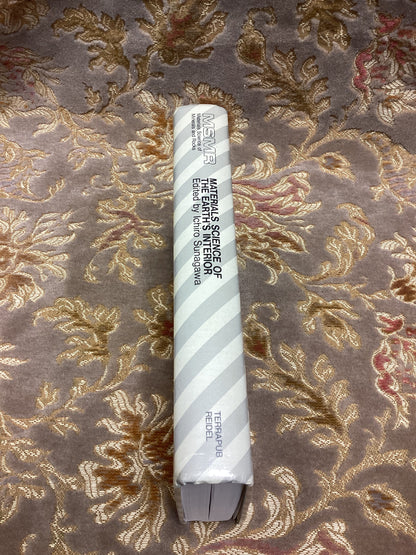 MSMR
Materials Science of
Minerals and Rocks
MATERIALS SCIENCE OF
THE EARTH'S INTERIOR
Edited by Ichiro Sunagawa
TERRAPUB
REIDEL